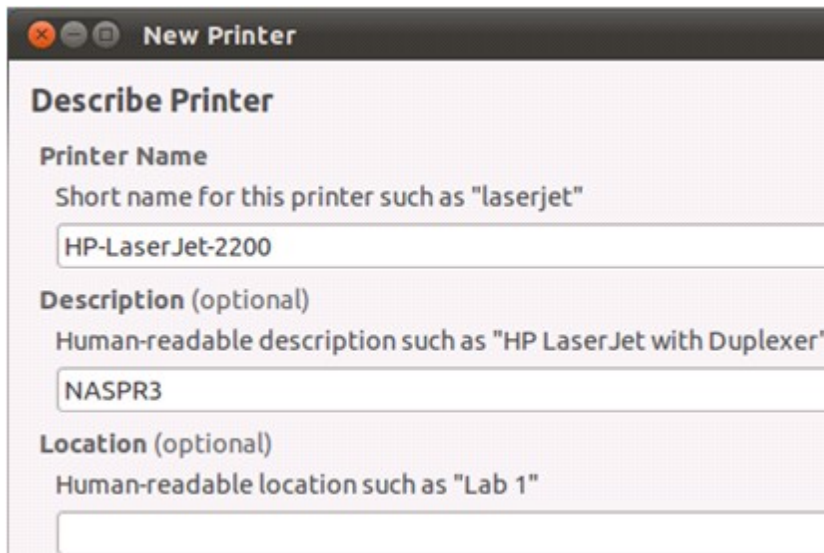 New Printer
Describe Printer
Printer Name
Short name for this printer such as "laserjet"
HP-LaserJet-2200
Description (optional)
Human-readable description such as "HP LaserJet with Duplexer"
NASPR3
Location (optional)
Human-readable location such as "Lab 1"